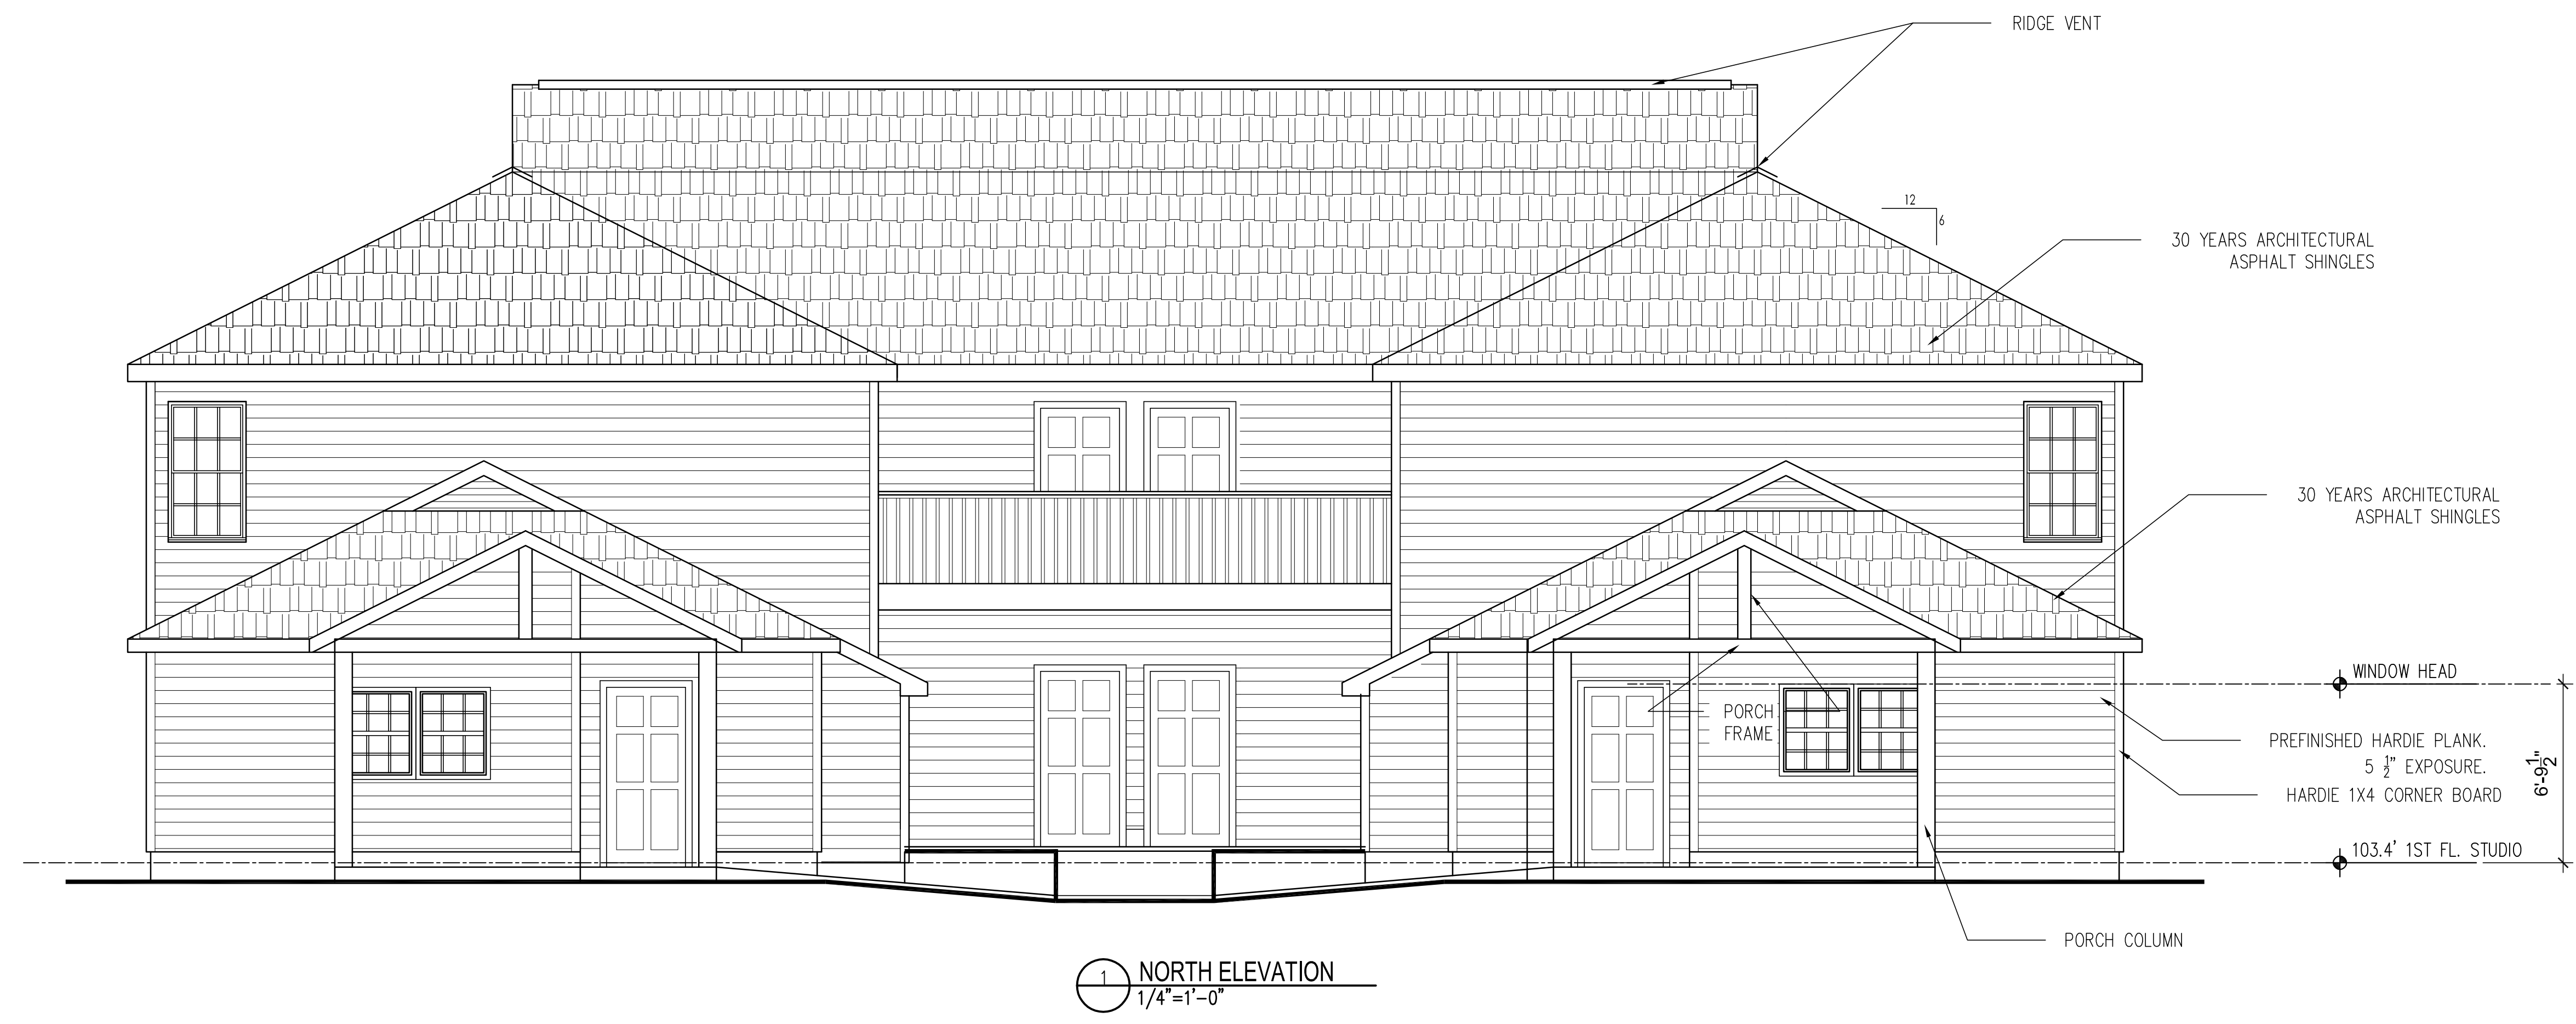 RIDGE VENT
12
6
30 YEARS ARCHITECTURAL
ASPHALT SHINGLES
30 YEARS ARCHITECTURAL
ASPHALT SHINGLES
WINDOW HEAD
PORCH
FRAME
PREFINISHED HARDIE PLANK.
5 1/2" EXPOSURE.
6'-9 1/2"
HARDIE 1X4 CORNER BOARD
103.4' 1ST FL. STUDIO
PORCH COLUMN
1 NORTH ELEVATION
1/4"=1'-0"